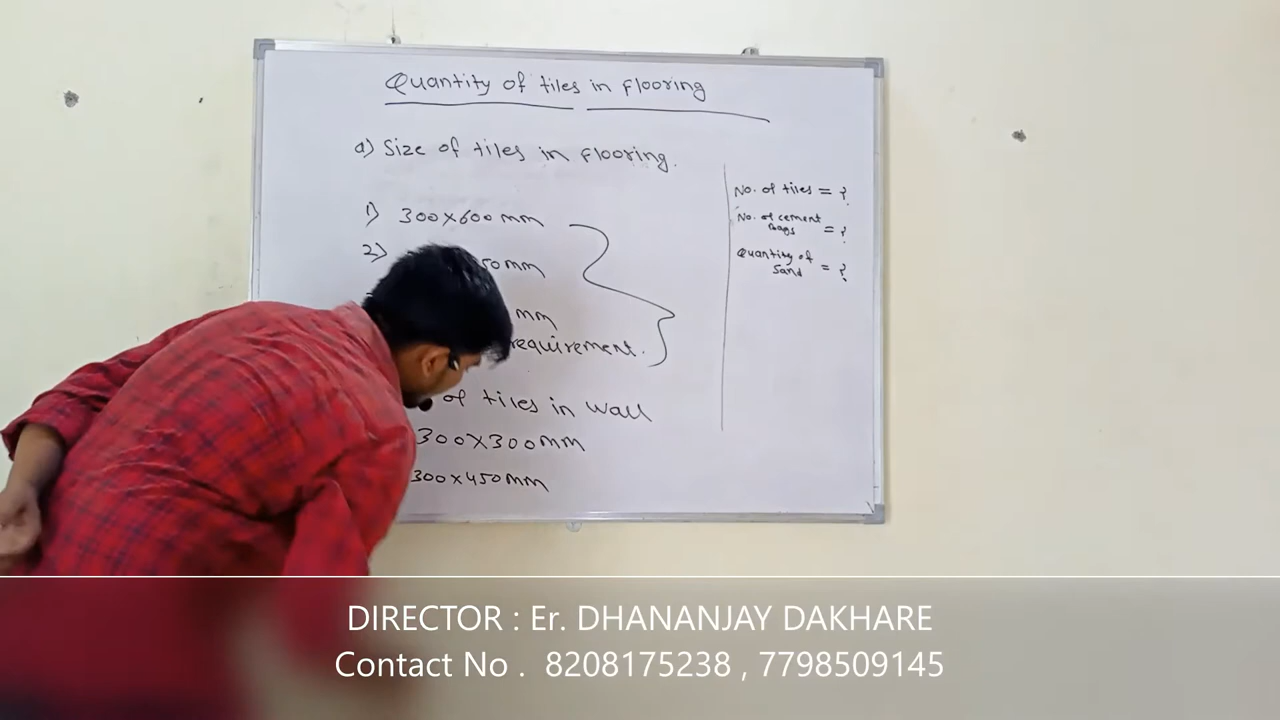 Quantity of tiles in Flooring
a) Size of tiles in Flooring.
1) 300x600 mm
2) 50mm
mm
requirement.
of tiles in Wall
300X300mm
300x450mm
No. of tiles = ?
No. of cement
Bags = ?
Quantity of
Sand = ?
DIRECTOR : Er. DHANANJAY DAKHARE
Contact No . 8208175238 , 7798509145